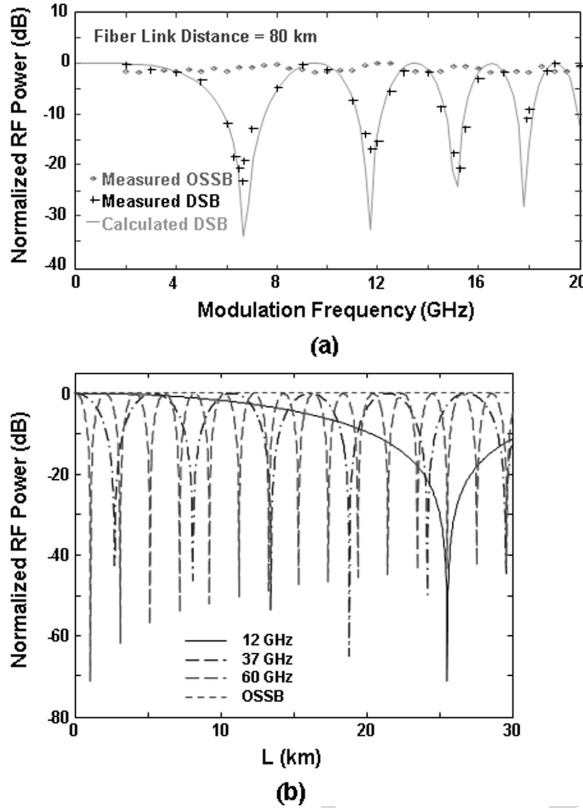 Normalized RF Power (dB)
10
0
-10
-20
-30
40
Fiber Link Distance = 80 km
Measured OSSB
Measured DSB
Calculated DSB
0 4 8 12 16 20
Modulation Frequency (GHz)
(a)
Normalized RF Power (dB)
0
-20
-40
-60
-80
12 GHz
37 GHz
60 GHz
OSSB
0 10 20 30
L (km)
(b)